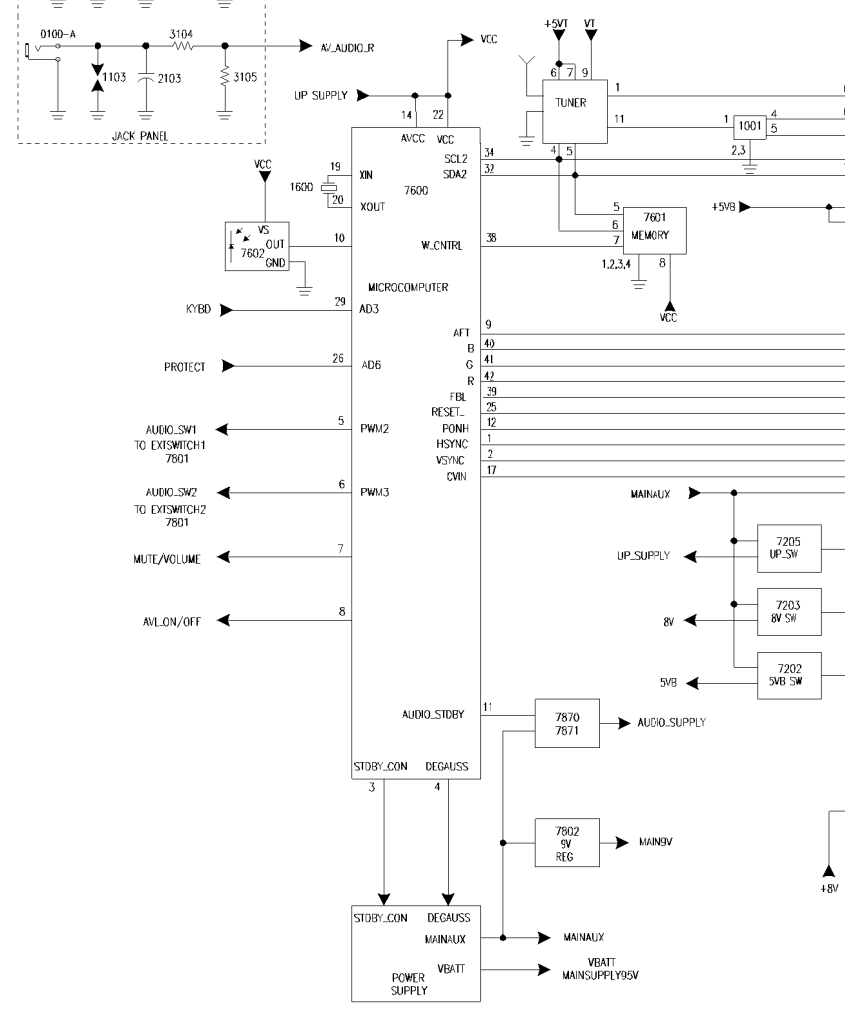 0100-A
3104
AV_AUDIO_R
1103
2103
3105
JACK PANEL
VCC
UP SUPPLY
14
22
AVCC
VCC
+5VT
VT
6
7
9
TUNER
1
11
4
5
1
1001
4
5
2,3
VCC
19
XIN
1600
20
XOUT
7600
SCL2
34
SDA2
32
VS
OUT
7602
GND
10
W_CNTRL
38
5
6
7
7601
MEMORY
1,2,3,4
8
VCC
+5VB
MICROCOMPUTER
KYBD
29
AD3
PROTECT
26
AD6
AFT
9
B
40
G
41
R
42
FBL
39
RESET_
25
PONH
12
HSYNC
1
VSYNC
2
CVIN
17
AUDIO_SW1
TO EXTSWITCH1
7801
5
PWM2
AUDIO_SW2
TO EXTSWITCH2
7801
6
PWM3
MUTE/VOLUME
7
AVL_ON/OFF
8
MAINAUX
UP_SUPPLY
7205
UP_SW
8V
7203
8V SW
5VB
7202
5VB SW
AUDIO_STDBY
11
7870
7871
AUDIO_SUPPLY
STDBY_CON
DEGAUSS
3
4
7802
9V
REG
MAIN9V
+8V
STDBY_CON
DEGAUSS
MAINAUX
MAINAUX
VBATT
VBATT
MAINSUPPLY95V
POWER
SUPPLY